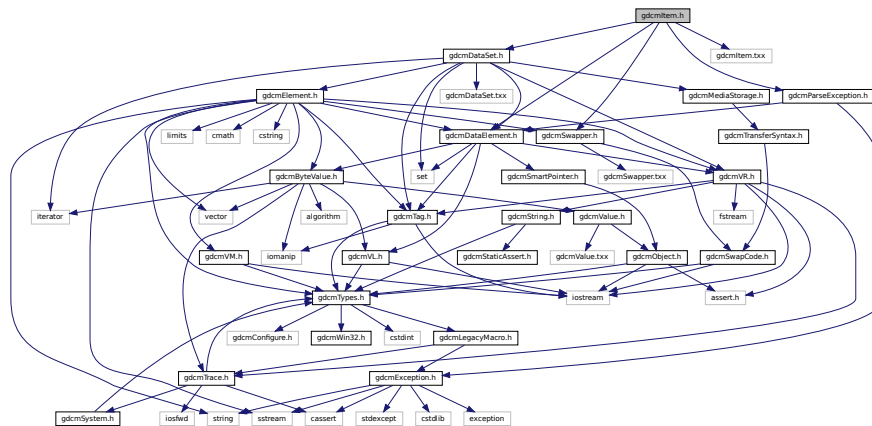 gdcmItem.h
gdcmDataSet.h
gdcmItem.txx
gdcmElement.h
gdcmDataSet.txx
gdcmMediaStorage.h
gdcmParseException.h
limits
cmath
cstring
gdcmDataElement.h
gdcmSwapper.h
gdcmTransferSyntax.h
gdcmByteValue.h
set
gdcmSmartPointer.h
gdcmSwapper.txx
gdcmVR.h
iterator
vector
algorithm
gdcmTag.h
gdcmString.h
gdcmValue.h
fstream
gdcmVM.h
iomanip
gdcmVL.h
gdcmStaticAssert.h
gdcmValue.txx
gdcmObject.h
gdcmSwapCode.h
gdcmTypes.h
iostream
assert.h
gdcmConfigure.h
gdcmWin32.h
cstdint
gdcmLegacyMacro.h
gdcmTrace.h
gdcmException.h
gdcmSystem.h
iosfwd
string
sstream
cassert
stdexcept
cstdlib
exception